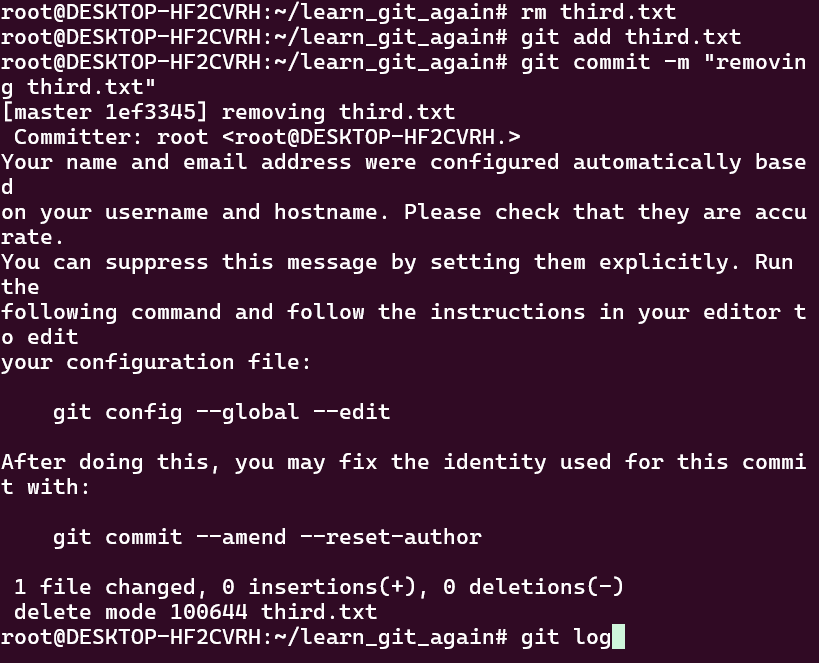 root@DESKTOP-HF2CVRH:~/learn_git_again# rm third.txt
root@DESKTOP-HF2CVRH:~/learn_git_again# git add third.txt
root@DESKTOP-HF2CVRH:~/learn_git_again# git commit -m "removin
g third.txt"
[master 1ef3345] removing third.txt
 Committer: root <root@DESKTOP-HF2CVRH.>
Your name and email address were configured automatically base
d
on your username and hostname. Please check that they are accu
rate.
You can suppress this message by setting them explicitly. Run
the
following command and follow the instructions in your editor t
o edit
your configuration file:

    git config --global --edit

After doing this, you may fix the identity used for this commi
t with:

    git commit --amend --reset-author

 1 file changed, 0 insertions(+), 0 deletions(-)
 delete mode 100644 third.txt
root@DESKTOP-HF2CVRH:~/learn_git_again# git log